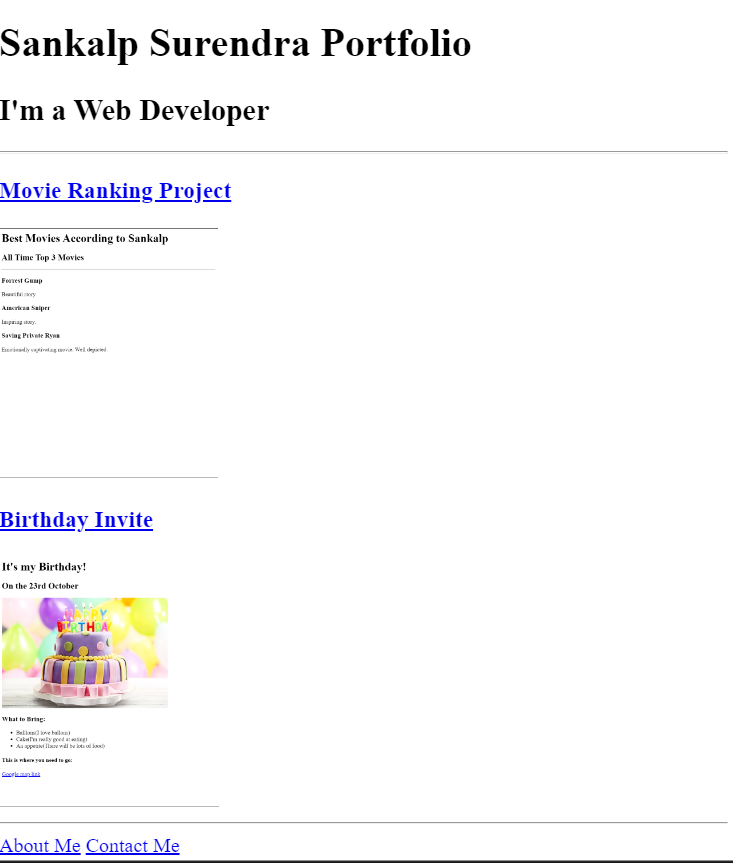 Sankalp Surendra Portfolio
I'm a Web Developer
Movie Ranking Project
Best Movies According to Sankalp
All Time Top 3 Movies
Forrest Gump
Beautiful story
American Sniper
Inspiring story.
Saving Private Ryan
Emotionally captivating movie. Well depicted.
Birthday Invite
It's my Birthday!
On the 23rd October
HAPPY
BIRTHDAY
What to Bring:
Balloons(I love ballons)
Cake(I'm really good at eating)
An appetite(There will be lots of food)
This is where you need to go:
Google map link
About Me Contact Me